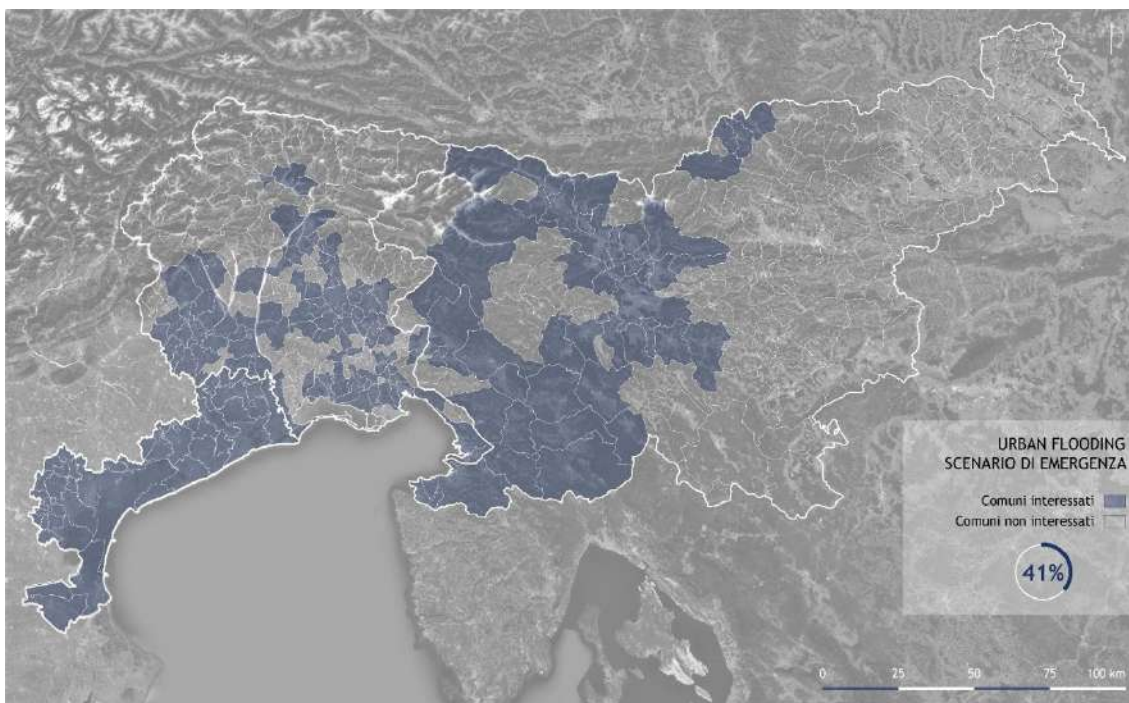 URBAN FLOODING
SCENARIO DI EMERGENZA
Comuni interessati
Comuni non interessati
41%
0 25 50 75 100 km